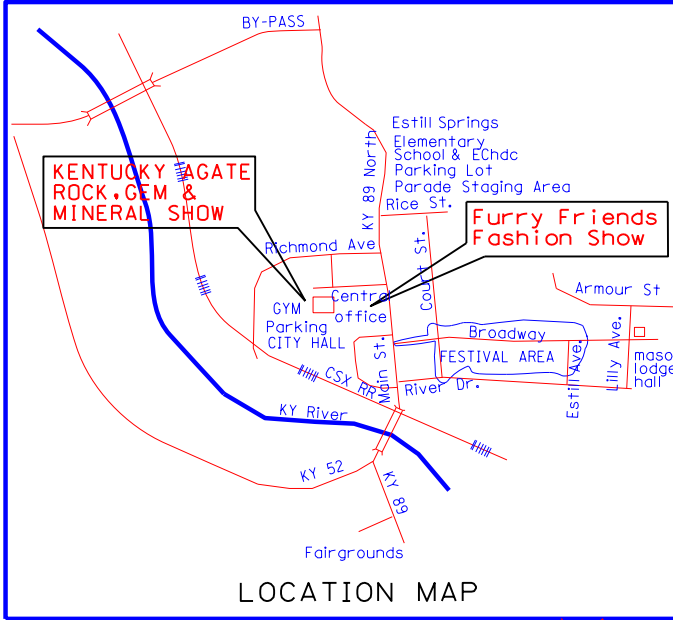 BY-PASS
Estill Springs
Elementary
School & EChdc
Parking Lot
Parade Staging Area
Rice St.
KY 89 North
KENTUCKY AGATE
ROCK,GEM &
MINERAL SHOW
Furry Friends
Fashion Show
Richmond Ave
Court St.
Central
office
GYM
Parking
CITY HALL
Armour St
Broadway
FESTIVAL AREA
Main St.
River Dr.
Estill Ave.
Lilly Ave.
maso
lodge
hall
CSX RR
KY River
KY 52
KY 89
Fairgrounds
LOCATION MAP